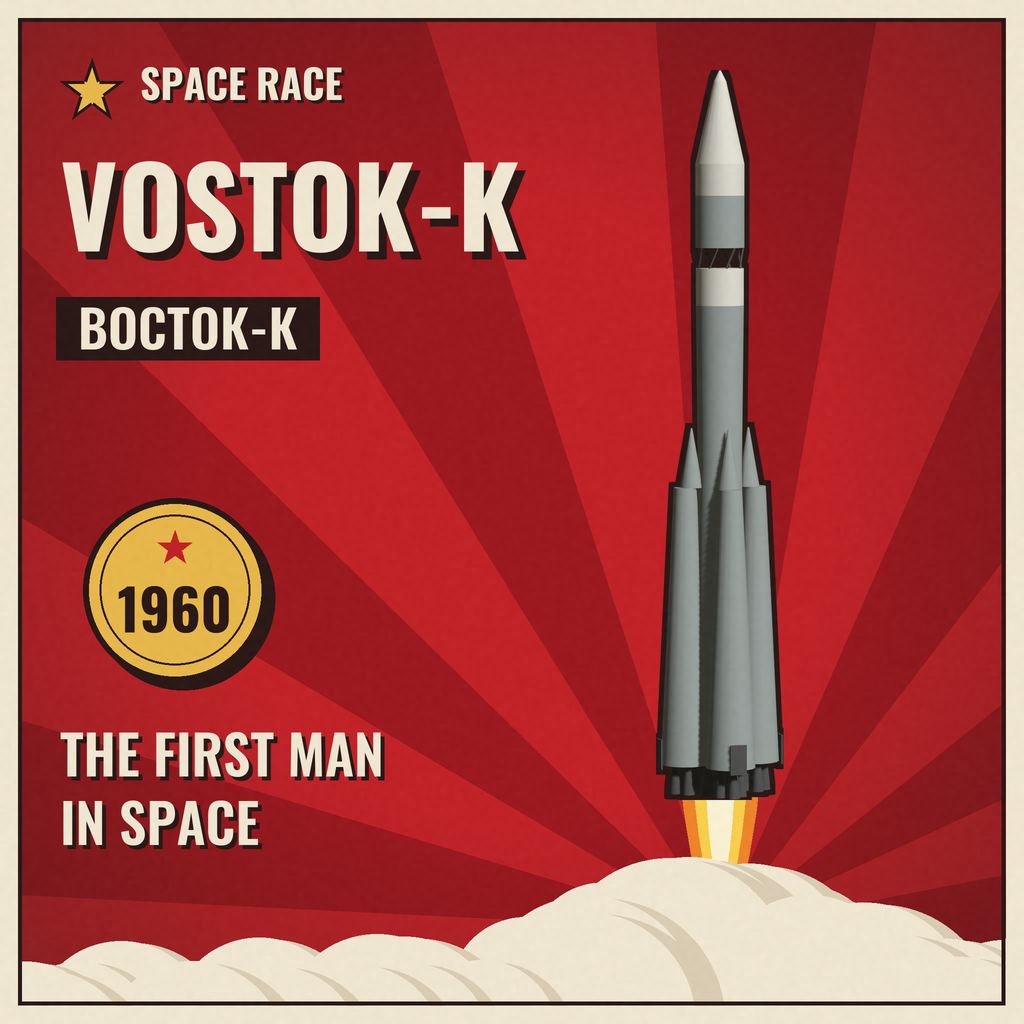 SPACE RACE
VOSTOK-K
ВОСТОК-К
1960
THE FIRST MAN
IN SPACE